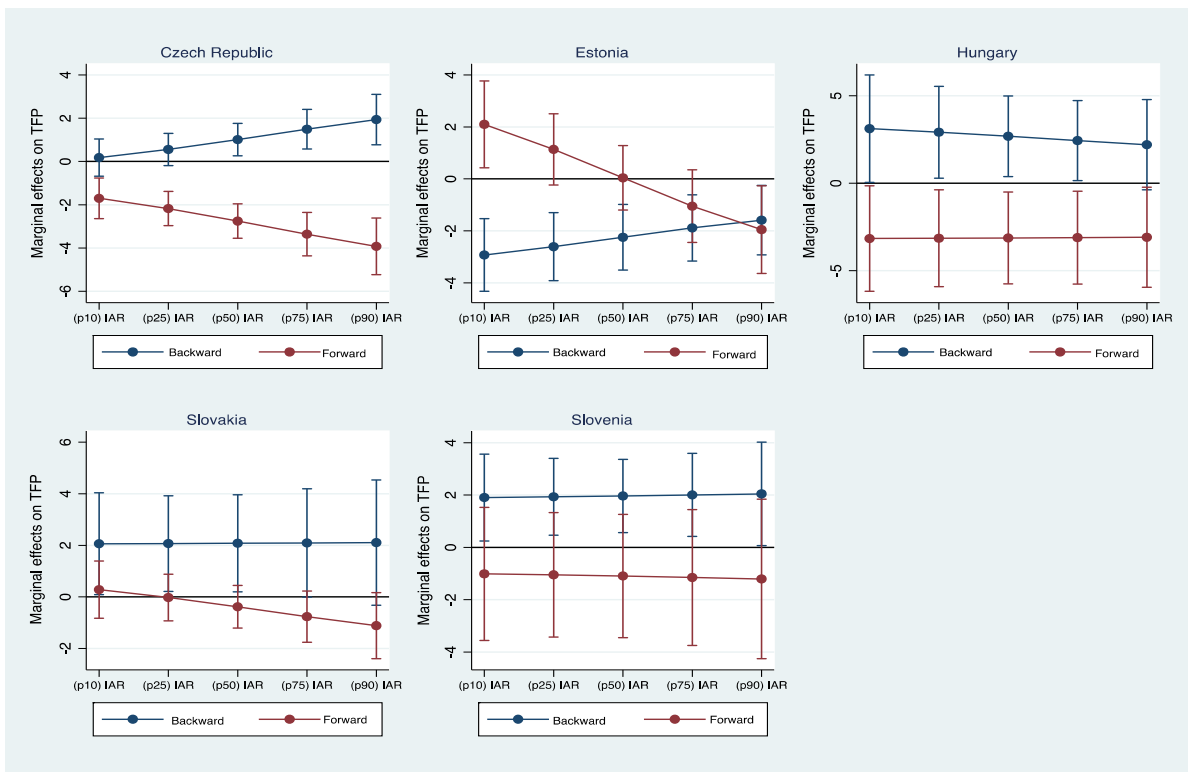 Czech Republic
Marginal effects on TFP
4
2
0
-2
-4
-6
(p10) IAR (p25) IAR (p50) IAR (p75) IAR (p90) IAR
Backward Forward
Estonia
Marginal effects on TFP
4
2
0
-2
-4
(p10) IAR (p25) IAR (p50) IAR (p75) IAR (p90) IAR
Backward Forward
Hungary
Marginal effects on TFP
5
0
-5
(p10) IAR (p25) IAR (p50) IAR (p75) IAR (p90) IAR
Backward Forward
Slovakia
Marginal effects on TFP
6
4
2
0
-2
(p10) IAR (p25) IAR (p50) IAR (p75) IAR (p90) IAR
Backward Forward
Slovenia
Marginal effects on TFP
4
2
0
-2
-4
(p10) IAR (p25) IAR (p50) IAR (p75) IAR (p90) IAR
Backward Forward